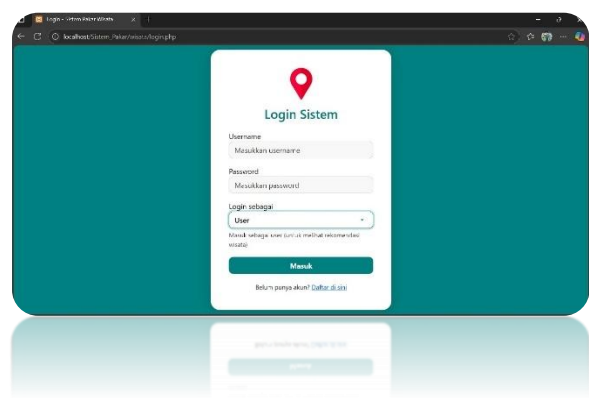 Login - Sistem Pakar Wisata
localhost/Sistem_Pakar/wisata/login.php
Login Sistem
Username
Masukkan username
Password
Masukkan password
Login sebagai
User
Masuk sebagai user (untuk melihat rekomendasi
wisata)
Masuk
Belum punya akun? Daftar di sini